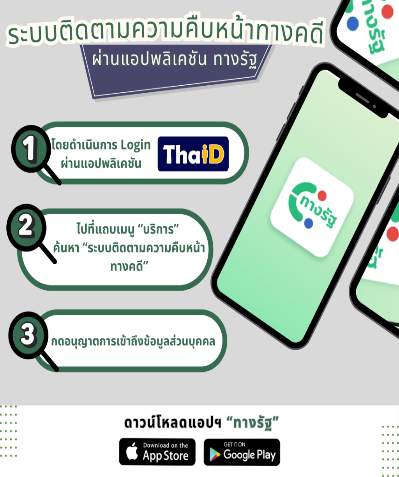 ระบบติดตามความคืบหน้าทางคดี
ผ่านแอปพลิเคชัน ทางรัฐ
ทางรัฐ
1
โดยดำเนินการ Login
ผ่านแอปพลิเคชัน
ThaiD
2
ไปที่แถบเมนู “บริการ”
ค้นหา “ระบบติดตามความคืบหน้า
ทางคดี”
ทางรัฐ
3
กดอนุญาตการเข้าถึงข้อมูลส่วนบุคคล
ดาวน์โหลดแอปฯ “ทางรัฐ”
Download on the
App Store
GET IT ON
Google Play